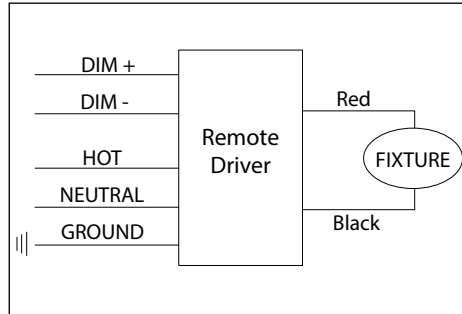 DIM +
DIM -
HOT
NEUTRAL
GROUND
Remote
Driver
Red
FIXTURE
Black